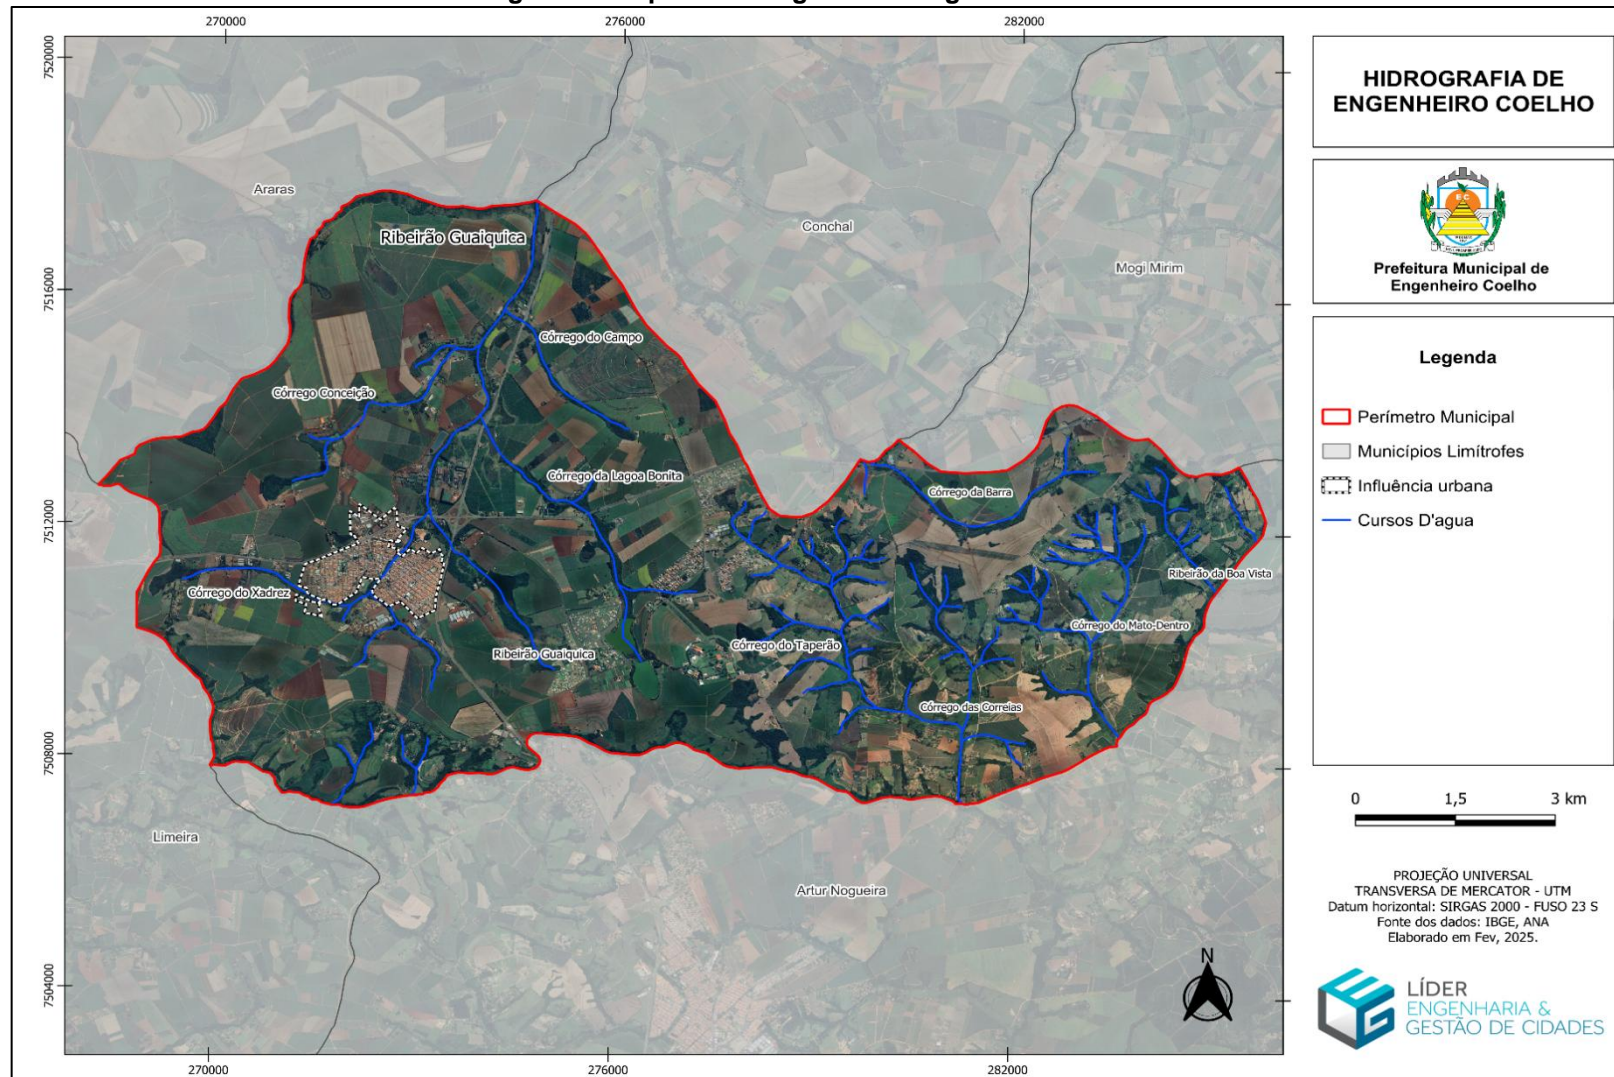 270000
276000
282000
7520000
7516000
7512000
7508000
7504000
HIDROGRAFIA DE
ENGENHEIRO COELHO
Prefeitura Municipal de
Engenheiro Coelho
Araras
Ribeirão Guaiquica
Conchal
Mogi Mirim
Córrego do Campo
Córrego Conceição
Córrego da Lagoa Bonita
Córrego da Barra
Ribeirão da Boa Vista
Córrego do Xadrez
Córrego do Mato-Dentro
Córrego do Taperão
Ribeirão Guaiquica
Córrego das Correias
Limeira
Artur Nogueira
N
270000
276000
282000
Legenda
Perímetro Municipal
Municípios Limítrofes
Influência urbana
Cursos D'agua
0 1,5 3 km
PROJEÇÃO UNIVERSAL
TRANSVERSA DE MERCATOR - UTM
Datum horizontal: SIRGAS 2000 - FUSO 23 S
Fonte dos dados: IBGE, ANA
Elaborado em Fev, 2025.
LÍDER
ENGENHARIA &
GESTÃO DE CIDADES